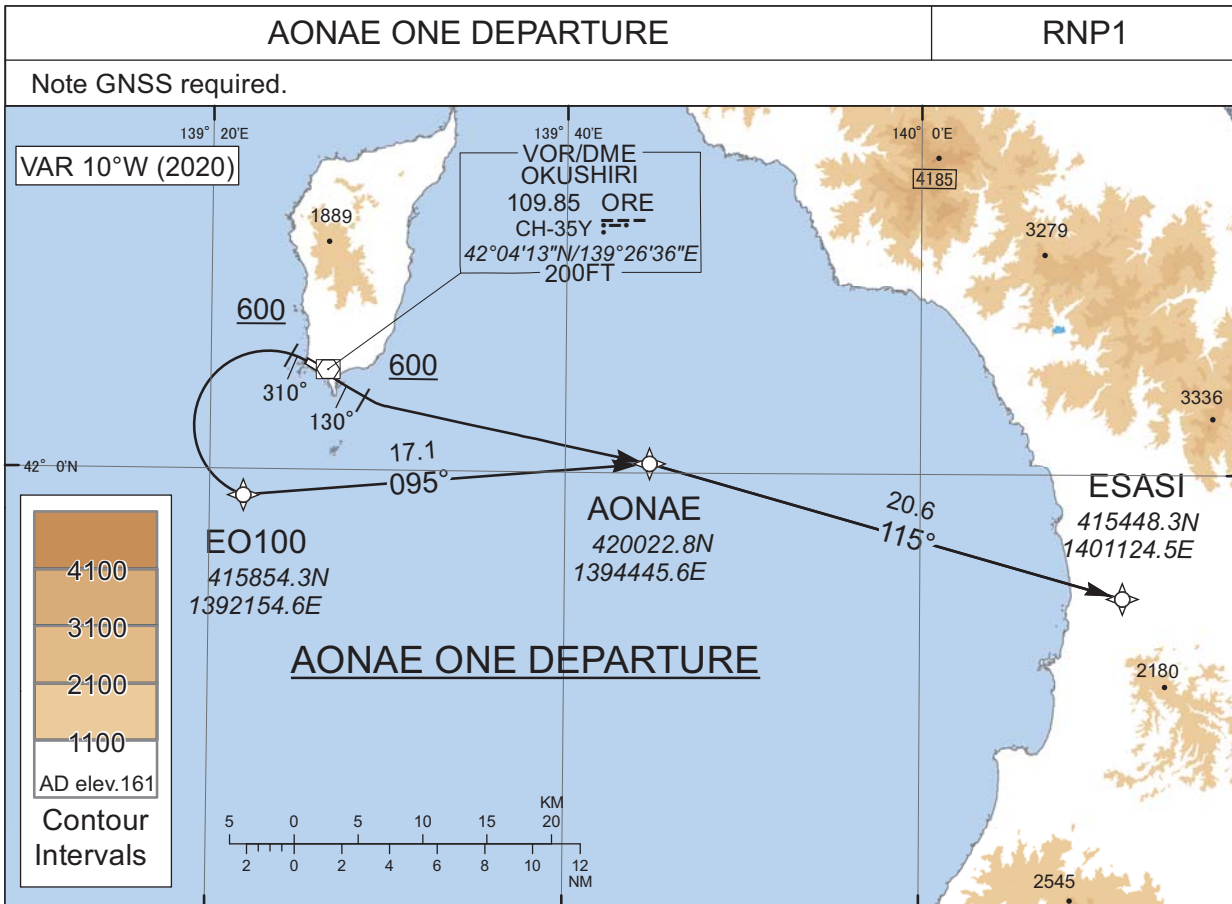 AONAE ONE DEPARTURE
RNP1
Note GNSS required.
139° 20'E
139° 40'E
140° 0'E
VAR 10°W (2020)
VOR/DME
OKUSHIRI
109.85 ORE
CH-35Y
42°04'13"N/139°26'36"E
200FT
4185
1889
3279
600
600
310°
130°
3336
17.1
095°
42° 0'N
AONAE
420022.8N
1394445.6E
20.6
115°
ESASI
415448.3N
1401124.5E
EO100
415854.3N
1392154.6E
AONAE ONE DEPARTURE
2180
4100
3100
2100
1100
AD elev.161
Contour
Intervals
KM
5 0 5 10 15 20
2 0 2 4 6 8 10 12
NM
2545